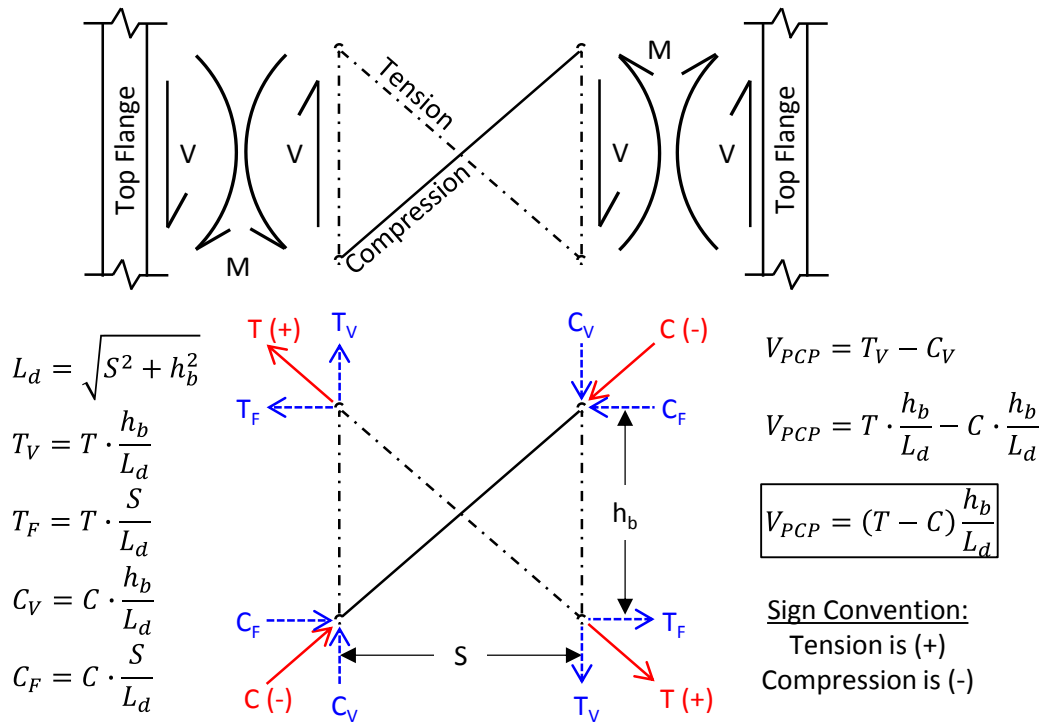 M
Top Flange
V
V
Tension
Compression
V
V
Top Flange
M
L_d = √(S² + h_b²)
T_V = T · h_b/L_d
T_F = T · S/L_d
C_V = C · h_b/L_d
C_F = C · S/L_d
T (+)
T_V
C_V
C (-)
T_F
C_F
h_b
C_F
S
T_F
C (-)
C_V
T_V
T (+)
V_PCP = T_V − C_V
V_PCP = T · h_b/L_d − C · h_b/L_d
V_PCP = (T − C) h_b/L_d
Sign Convention:
Tension is (+)
Compression is (-)